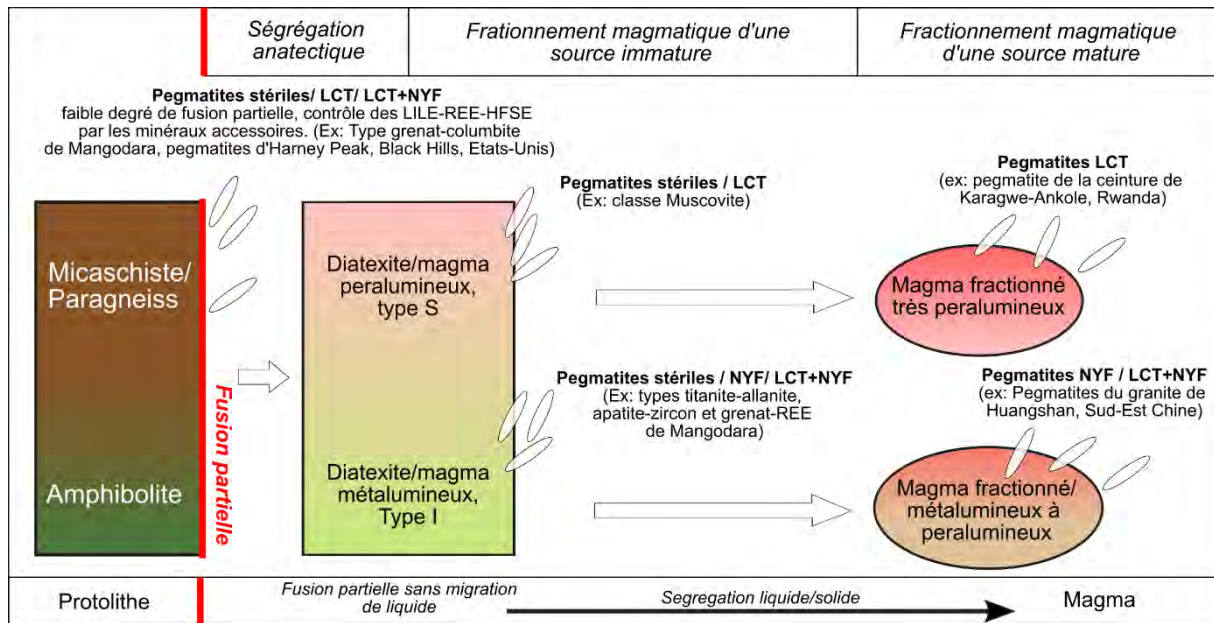 Ségrégation
anatectique
Frationnement magmatique d'une
source immature
Fractionnement magmatique
d'une source mature
Pegmatites stériles/ LCT/ LCT+NYF
faible degré de fusion partielle, contrôle des LILE-REE-HFSE
par les minéraux accessoires. (Ex: Type grenat-columbite
de Mangodara, pegmatites d'Harney Peak, Black Hills, Etats-Unis)
Pegmatites stériles / LCT
(Ex: classe Muscovite)
Pegmatites LCT
(ex: pegmatite de la ceinture de
Karagwe-Ankole, Rwanda)
Micaschiste/
Paragneiss
Diatexite/magma
peralumineux,
type S
Magma fractionné
très peralumineux
Fusion partielle
Pegmatites stériles / NYF/ LCT+NYF
(Ex: types titanite-allanite,
apatite-zircon et grenat-REE
de Mangodara)
Pegmatites NYF / LCT+NYF
(ex: Pegmatites du granite de
Huangshan, Sud-Est Chine)
Amphibolite
Diatexite/magma
métalumineux,
Type I
Magma fractionné/
métalumineux à
peralumineux
Protolithe
Fusion partielle sans migration
de liquide
Segregation liquide/solide
Magma